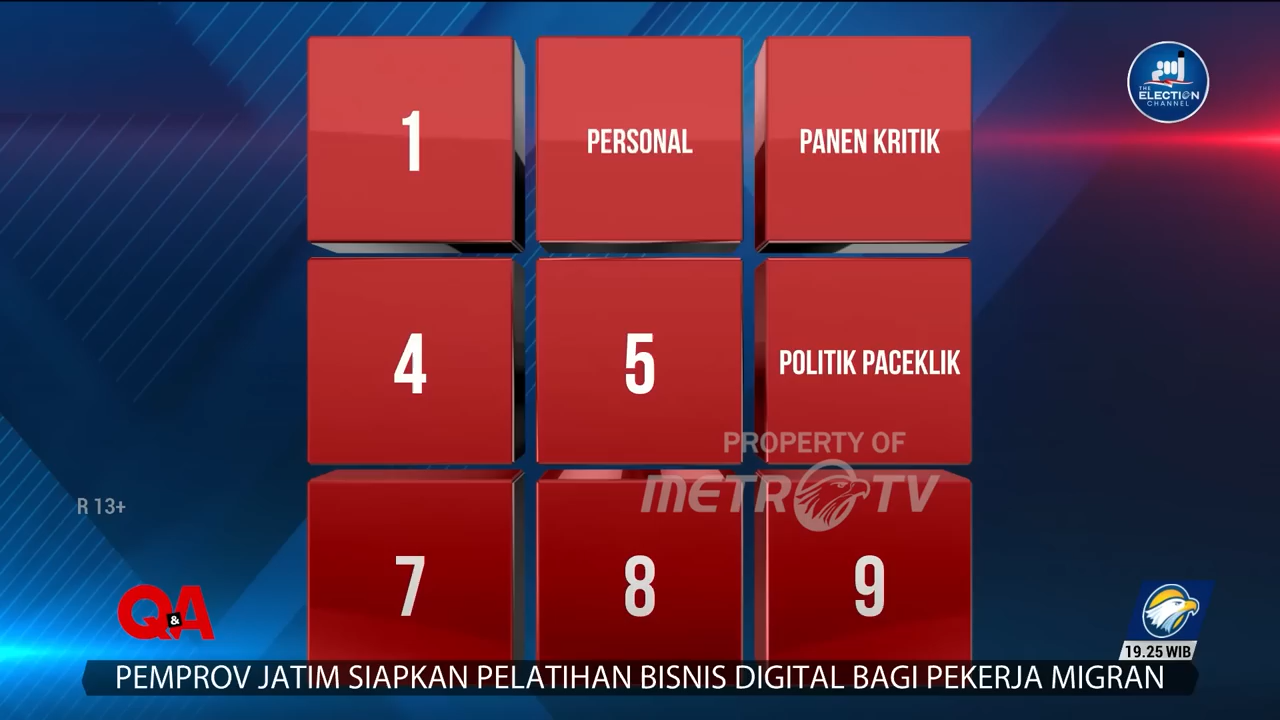 THE
ELECTION
CHANNEL
1
PERSONAL
PANEN KRITIK
4
5
POLITIK PACEKLIK
PROPERTY OF
METRO TV
R 13+
7
8
9
Q&A
19.25 WIB
PEMPROV JATIM SIAPKAN PELATIHAN BISNIS DIGITAL BAGI PEKERJA MIGRAN